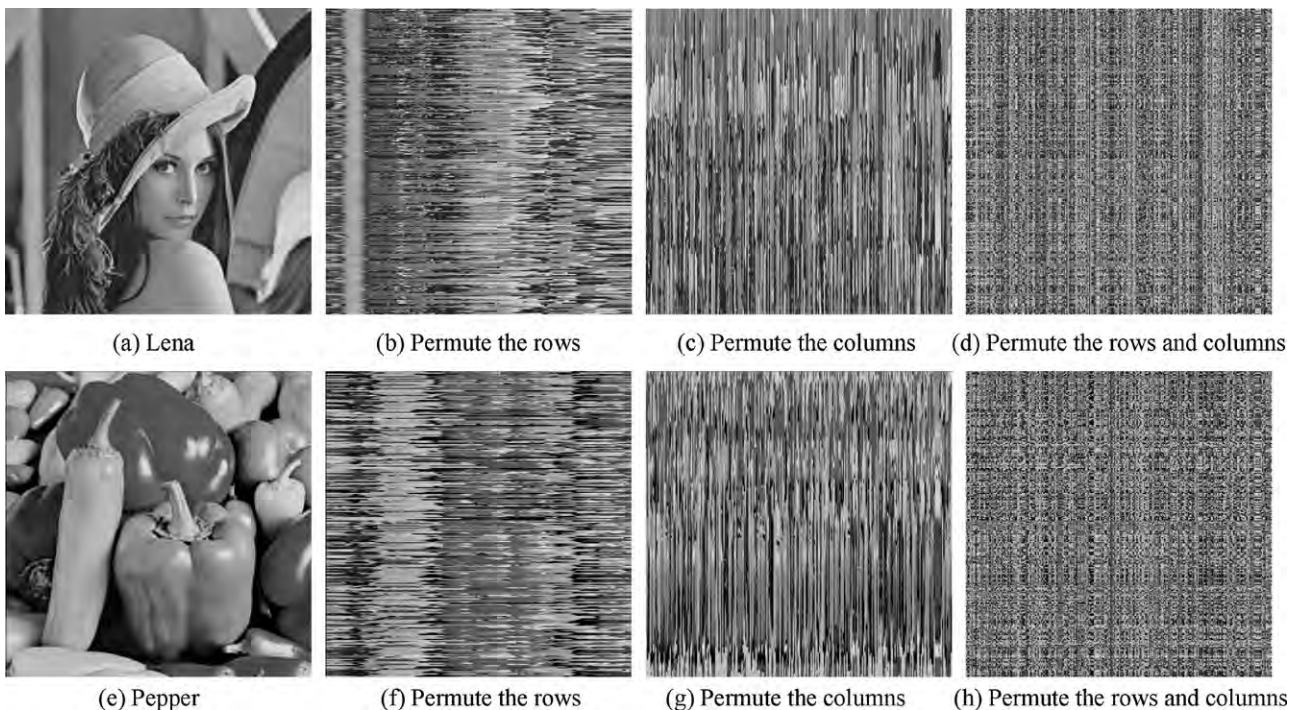 (a) Lena (b) Permute the rows (c) Permute the columns (d) Permute the rows and columns
(e) Pepper (f) Permute the rows (g) Permute the columns (h) Permute the rows and columns